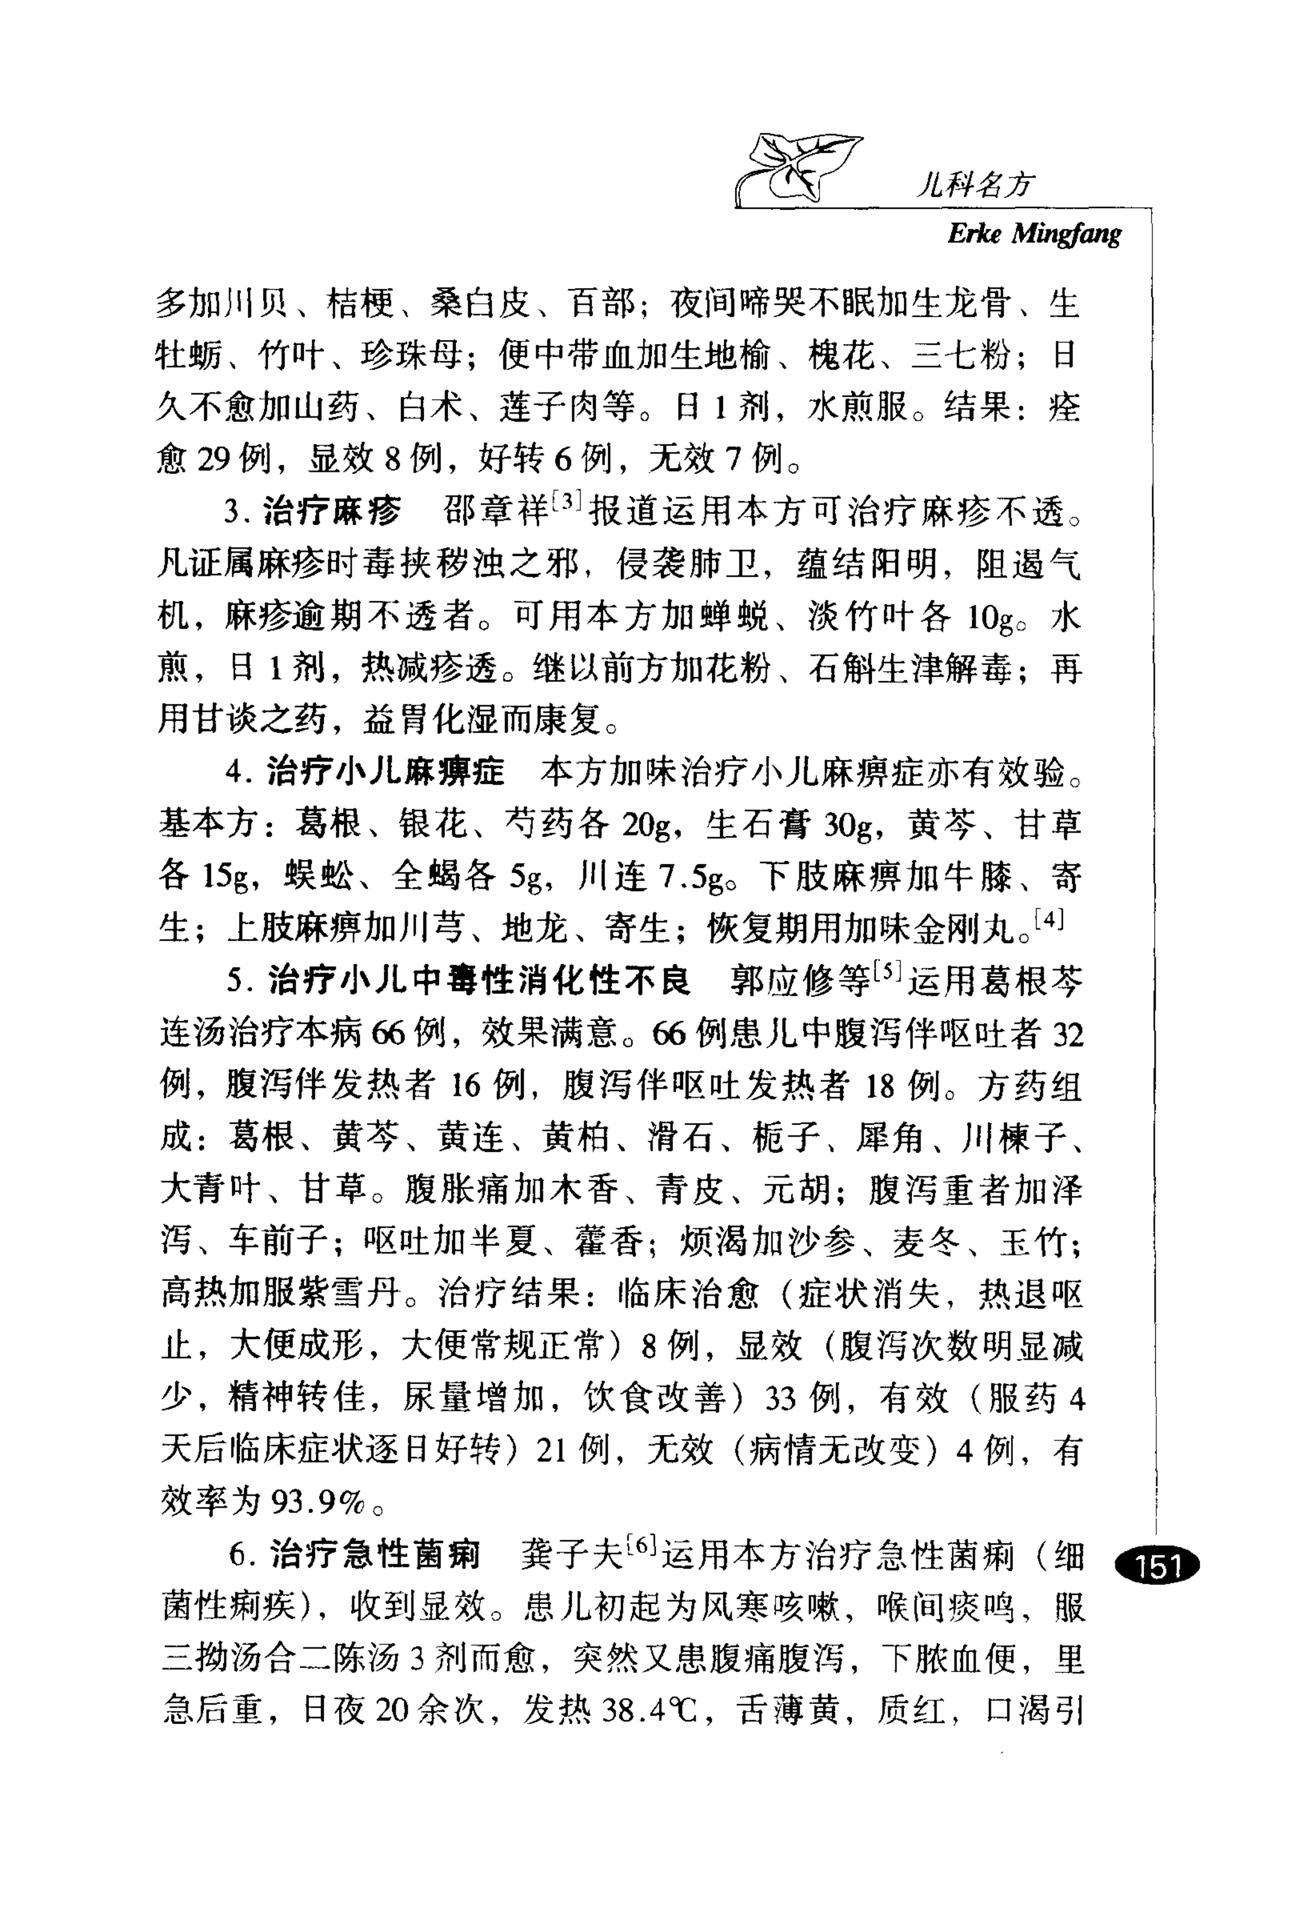 儿科名方
Erke Mingfang
多加川贝、桔梗、桑白皮、百部；夜间啼哭不眠加生龙骨、生
牡蛎、竹叶、珍珠母；便中带血加生地榆、槐花、三七粉；日
久不愈加山药、白术、莲子肉等。日 1 剂，水煎服。结果：痊
愈 29 例，显效 8 例，好转 6 例，无效 7 例。
3. 治疗麻疹　邵章祥[3]报道运用本方可治疗麻疹不透。
凡证属麻疹时毒挟秽浊之邪，侵袭肺卫，蕴结阳明，阻遏气
机，麻疹逾期不透者。可用本方加蝉蜕、淡竹叶各 10g。水
煎，日 1 剂，热减疹透。继以前方加花粉、石斛生津解毒；再
用甘谈之药，益胃化湿而康复。
4. 治疗小儿麻痹症　本方加味治疗小儿麻痹症亦有效验。
基本方：葛根、银花、芍药各 20g，生石膏 30g，黄芩、甘草
各 15g，蜈蚣、全蝎各 5g，川连 7.5g。下肢麻痹加牛膝、寄
生；上肢麻痹加川芎、地龙、寄生；恢复期用加味金刚丸。[4]
5. 治疗小儿中毒性消化性不良　郭应修等[5]运用葛根芩
连汤治疗本病 66 例，效果满意。66 例患儿中腹泻伴呕吐者 32
例，腹泻伴发热者 16 例，腹泻伴呕吐发热者 18 例。方药组
成：葛根、黄芩、黄连、黄柏、滑石、栀子、犀角、川楝子、
大青叶、甘草。腹胀痛加木香、青皮、元胡；腹泻重者加泽
泻、车前子；呕吐加半夏、藿香；烦渴加沙参、麦冬、玉竹；
高热加服紫雪丹。治疗结果：临床治愈（症状消失，热退呕
止，大便成形，大便常规正常）8 例，显效（腹泻次数明显减
少，精神转佳，尿量增加，饮食改善）33 例，有效（服药 4
天后临床症状逐日好转）21 例，无效（病情无改变）4 例，有
效率为 93.9%。
6. 治疗急性菌痢　龚子夫[6]运用本方治疗急性菌痢（细
菌性痢疾），收到显效。患儿初起为风寒咳嗽，喉间痰鸣，服
三拗汤合二陈汤 3 剂而愈，突然又患腹痛腹泻，下脓血便，里
急后重，日夜 20 余次，发热 38.4℃，舌薄黄，质红，口渴引
151